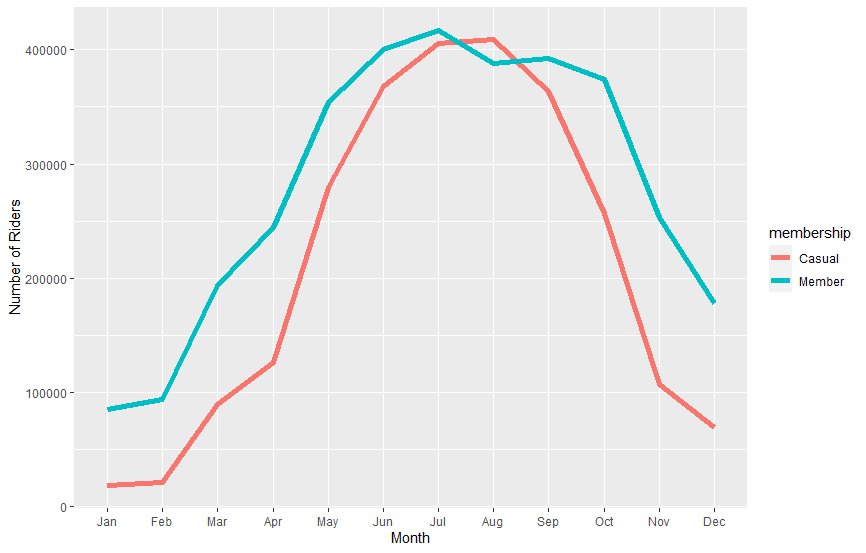 400000
300000
200000
100000
0
Number of Riders
Jan Feb Mar Apr May Jun Jul Aug Sep Oct Nov Dec
Month
membership
Casual
Member